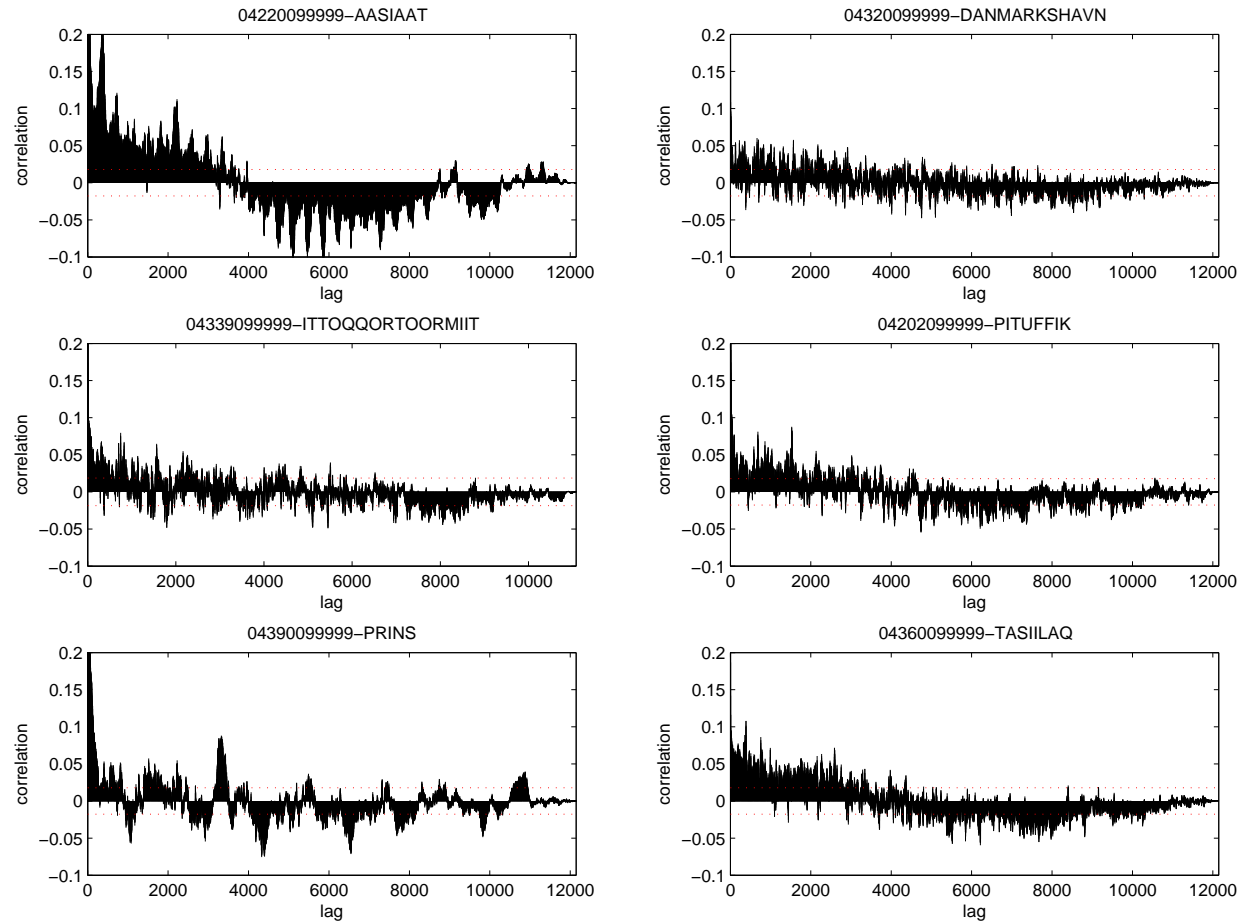 04220099999−AASIAAT
0.2
0.15
0.1
0.05
0
−0.05
−0.1
correlation
0 2000 4000 6000 8000 10000 12000
lag
04320099999−DANMARKSHAVN
0.2
0.15
0.1
0.05
0
−0.05
−0.1
correlation
0 2000 4000 6000 8000 10000 12000
lag
04339099999−ITTOQQORTOORMIIT
0.2
0.15
0.1
0.05
0
−0.05
−0.1
correlation
0 2000 4000 6000 8000 10000
lag
04202099999−PITUFFIK
0.2
0.15
0.1
0.05
0
−0.05
−0.1
correlation
0 2000 4000 6000 8000 10000 12000
lag
04390099999−PRINS
0.2
0.15
0.1
0.05
0
−0.05
−0.1
correlation
0 2000 4000 6000 8000 10000 12000
lag
04360099999−TASIILAQ
0.2
0.15
0.1
0.05
0
−0.05
−0.1
correlation
0 2000 4000 6000 8000 10000 12000
lag